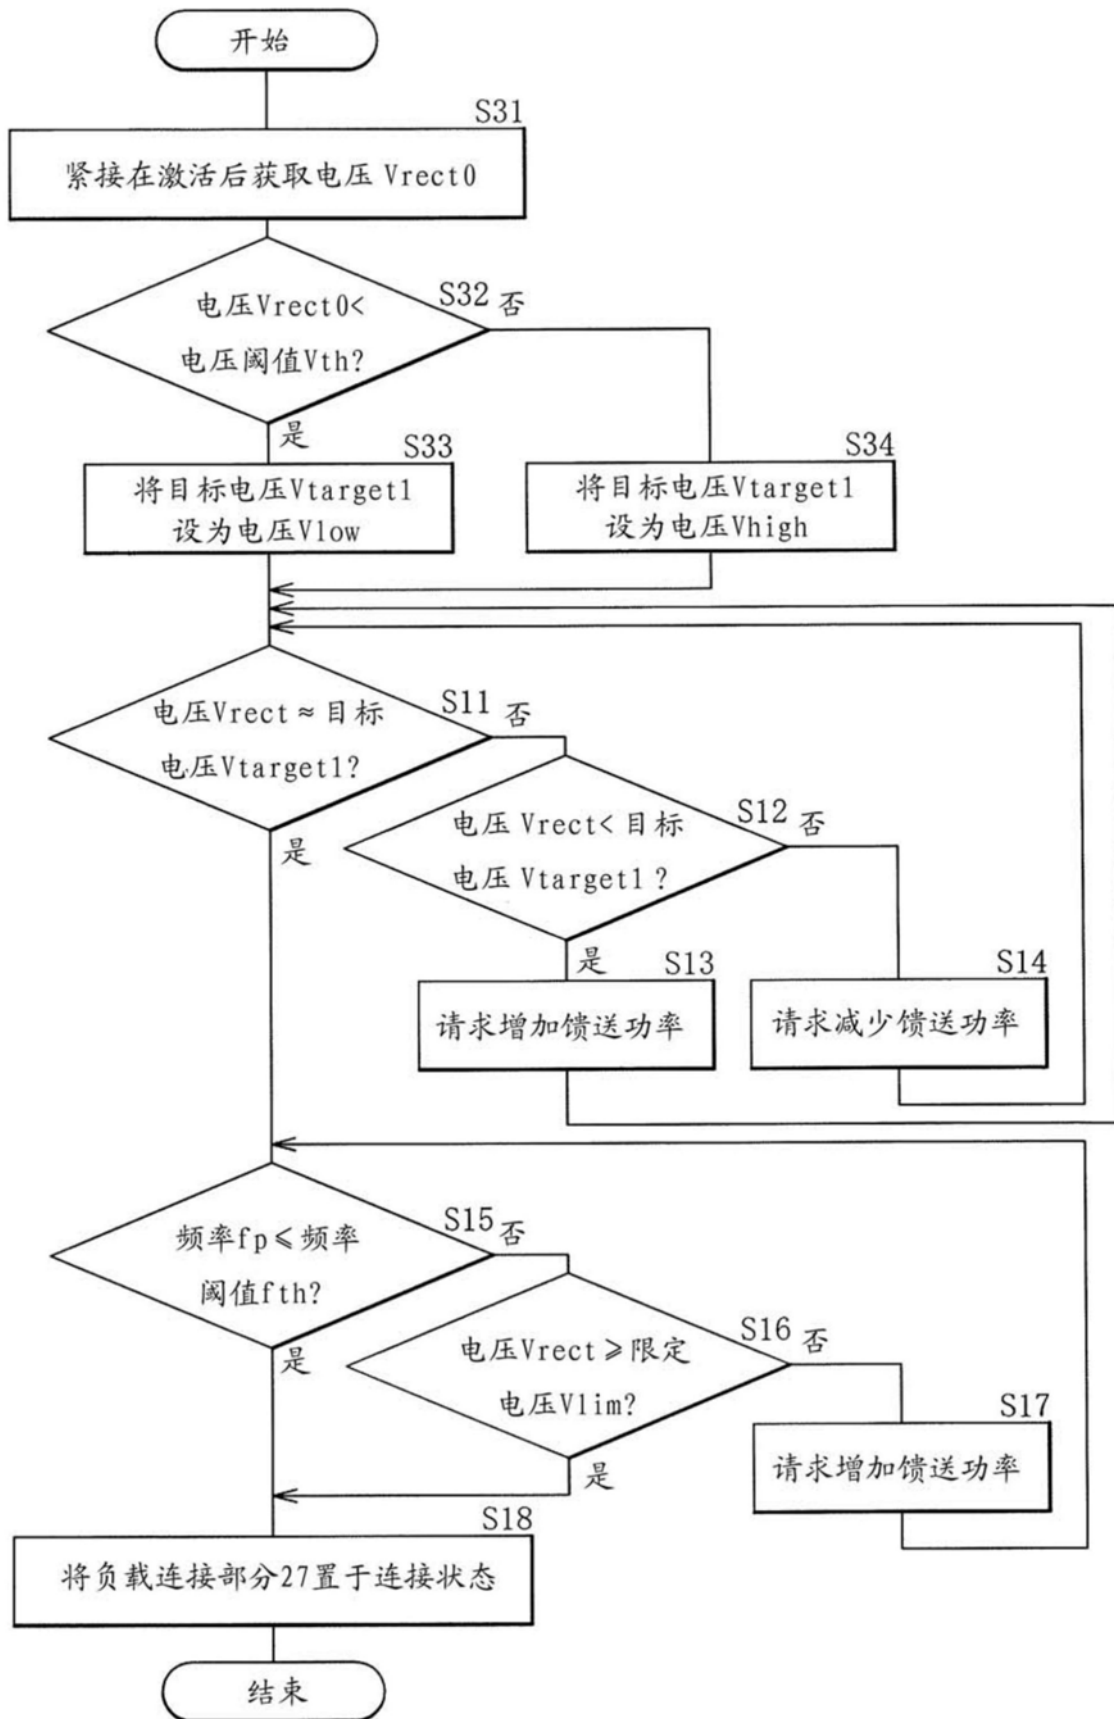 开始
S31
紧接在激活后获取电压 Vrect0
S32
否
电压Vrect0<
电压阈值Vth?
是
S33
将目标电压Vtarget1
设为电压Vlow
S34
将目标电压Vtarget1
设为电压Vhigh
S11
否
电压Vrect≈目标
电压Vtarget1?
是
S12
否
电压 Vrect<目标
电压 Vtarget1 ?
是
S13
请求增加馈送功率
S14
请求减少馈送功率
S15
否
频率fp≤频率
阈值fth?
是
S16
否
电压Vrect≥限定
电压Vlim?
是
S17
请求增加馈送功率
S18
将负载连接部分27置于连接状态
结束